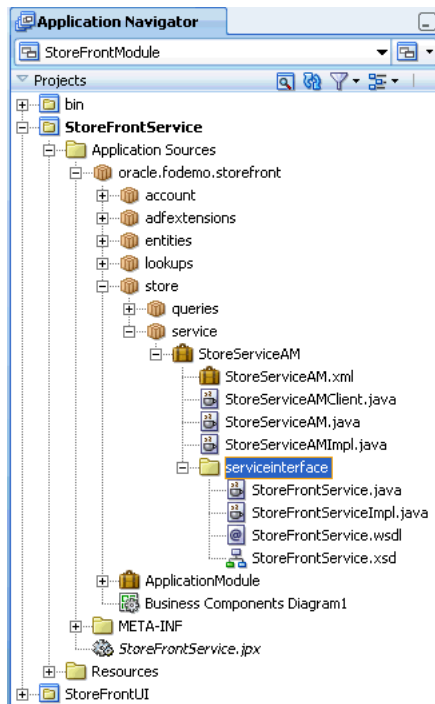 Application Navigator
StoreFrontModule
Projects
bin
StoreFrontService
Application Sources
oracle.fodemo.storefront
account
adfextensions
entities
lookups
store
queries
service
StoreServiceAM
StoreServiceAM.xml
StoreServiceAMClient.java
StoreServiceAM.java
StoreServiceAMImpl.java
serviceinterface
StoreFrontService.java
StoreFrontServiceImpl.java
StoreFrontService.wsdl
StoreFrontService.xsd
ApplicationModule
Business Components Diagram1
META-INF
StoreFrontService.jpx
Resources
StoreFrontUI